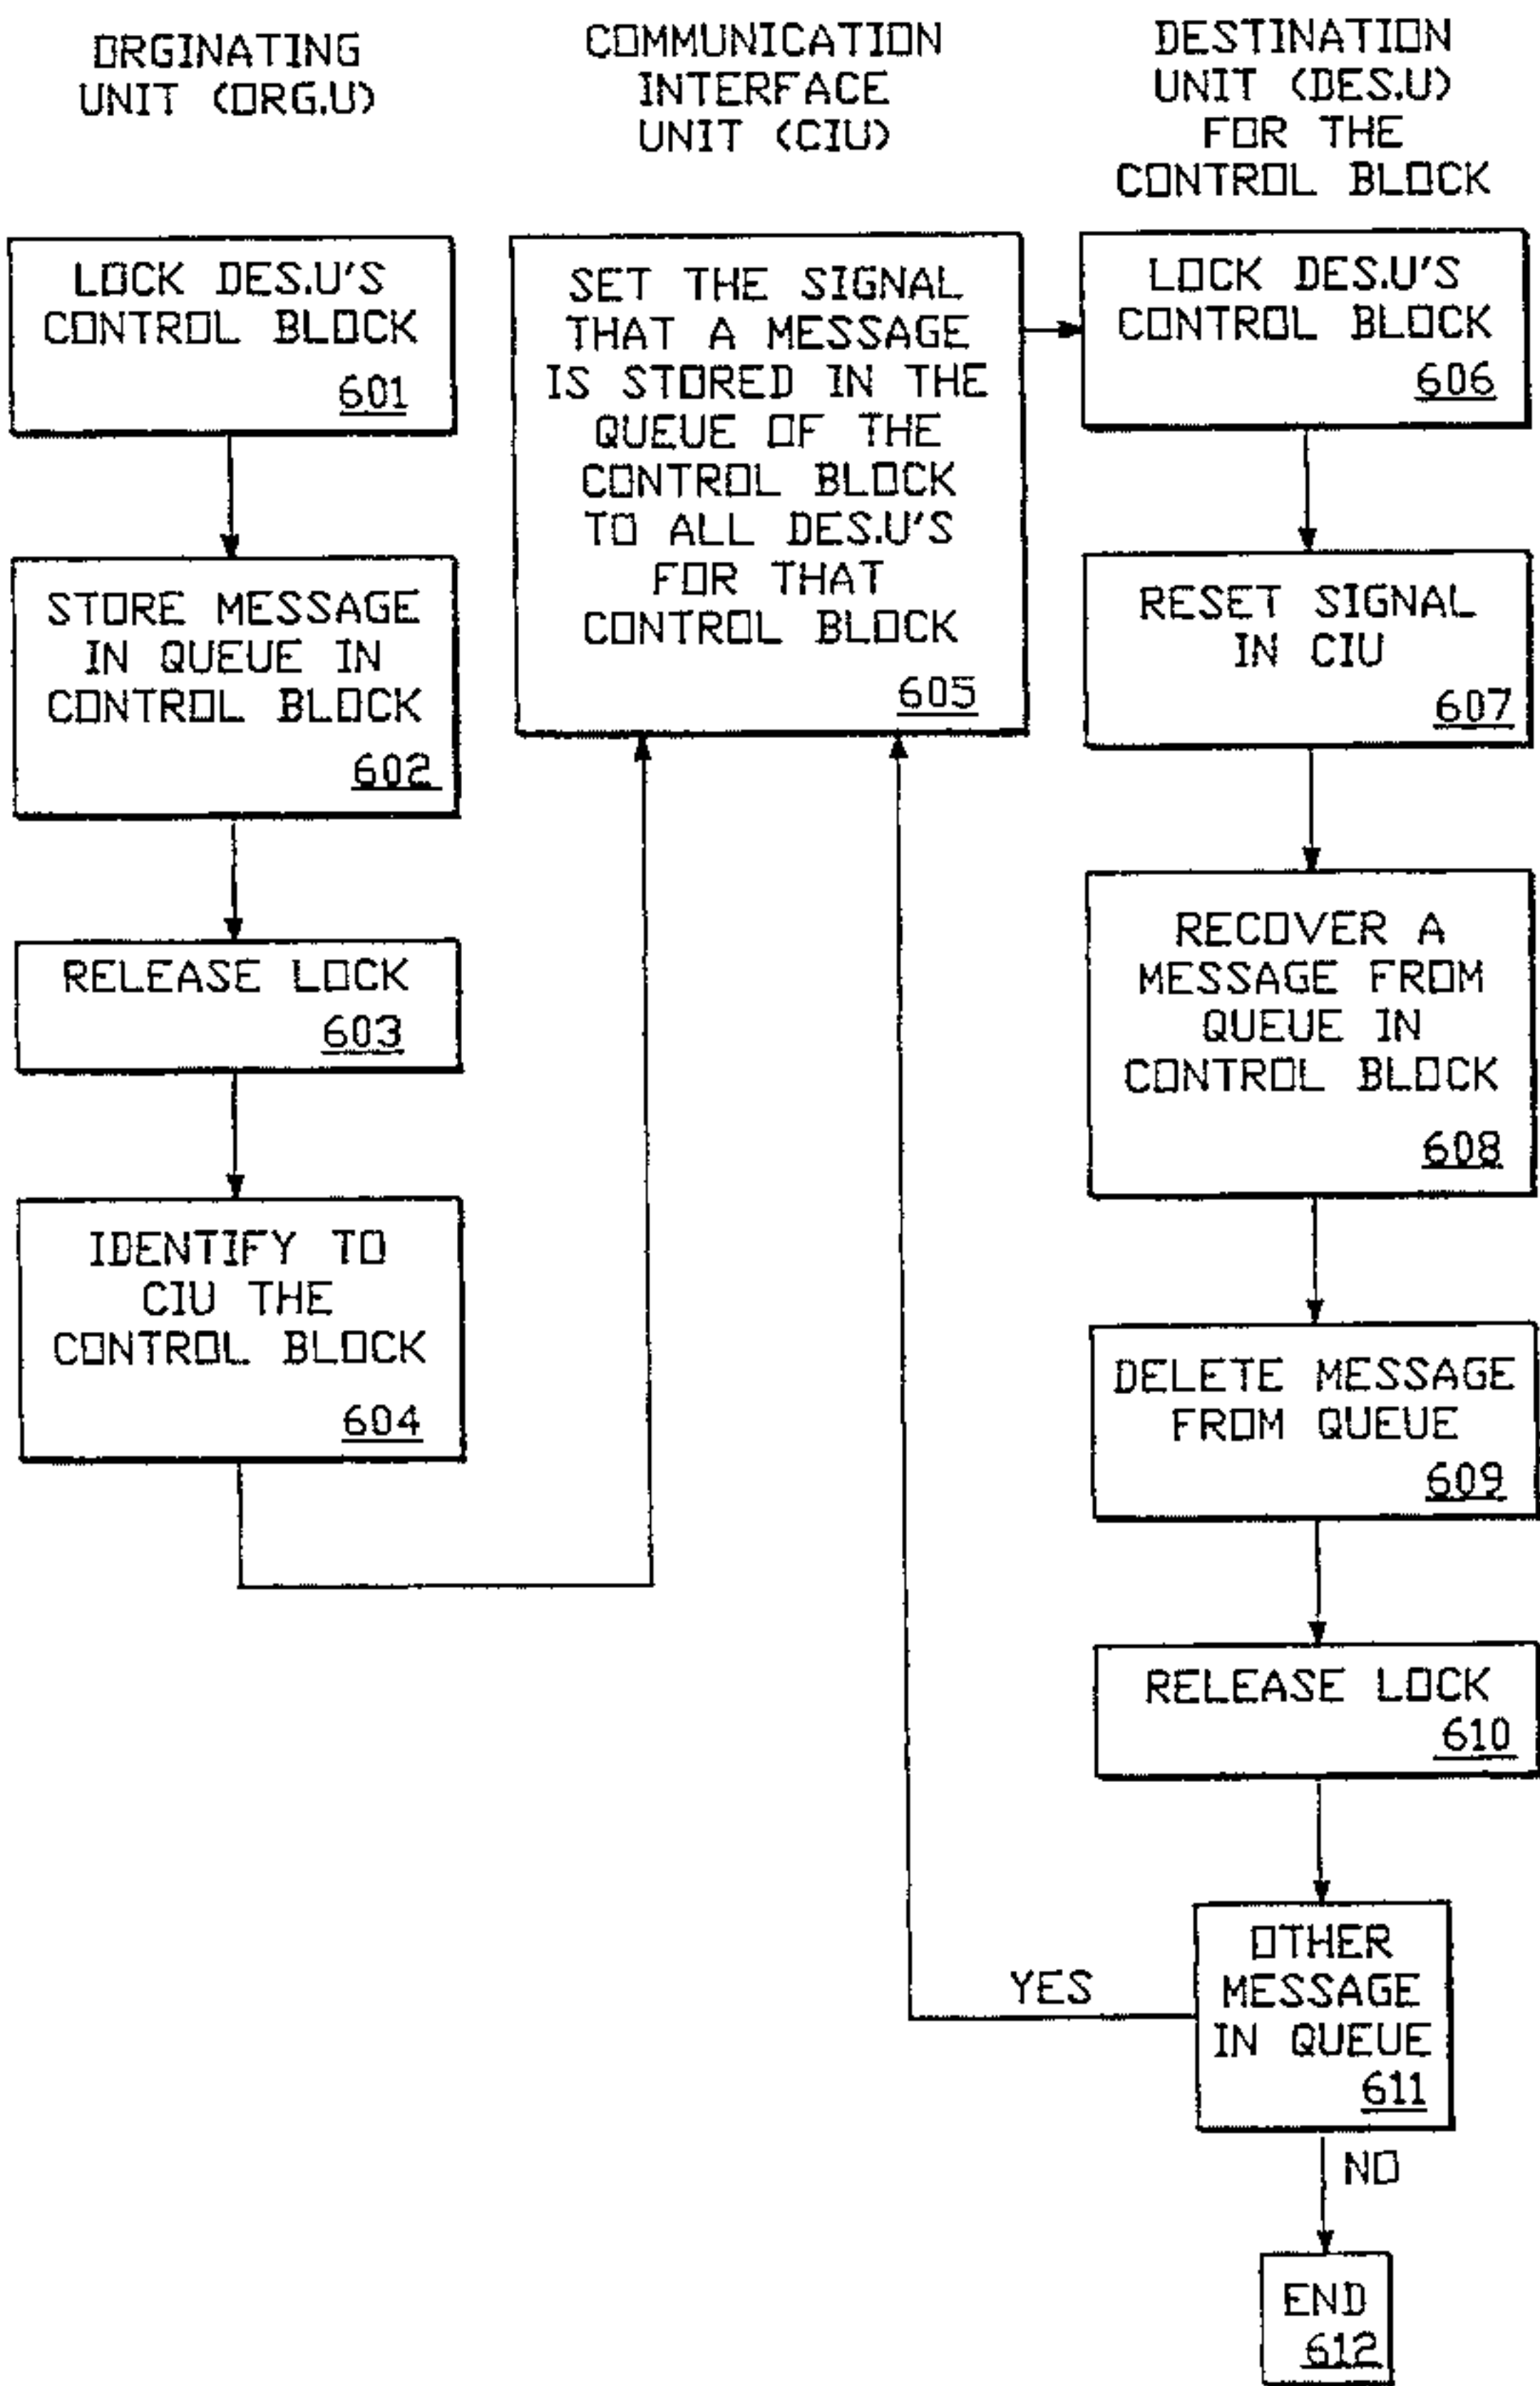 ORGINATING
UNIT (ORG.U)
COMMUNICATION
INTERFACE
UNIT (CIU)
DESTINATION
UNIT (DES.U)
FOR THE
CONTROL BLOCK
LOCK DES.U'S
CONTROL BLOCK
601
STORE MESSAGE
IN QUEUE IN
CONTROL BLOCK
602
RELEASE LOCK
603
IDENTIFY TO
CIU THE
CONTROL BLOCK
604
SET THE SIGNAL
THAT A MESSAGE
IS STORED IN THE
QUEUE OF THE
CONTROL BLOCK
TO ALL DES.U'S
FOR THAT
CONTROL BLOCK
605
LOCK DES.U'S
CONTROL BLOCK
606
RESET SIGNAL
IN CIU
607
RECOVER A
MESSAGE FROM
QUEUE IN
CONTROL BLOCK
608
DELETE MESSAGE
FROM QUEUE
609
RELEASE LOCK
610
OTHER
MESSAGE
IN QUEUE
611
YES
NO
END
612